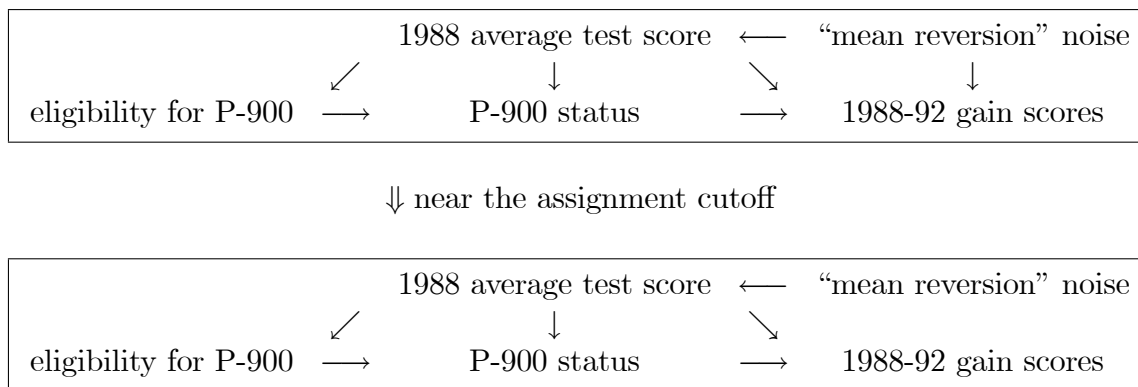 1988 average test score ← “mean reversion” noise
↙ ↓ ↘ ↓
eligibility for P-900 → P-900 status → 1988-92 gain scores
⇓ near the assignment cutoff
1988 average test score ← “mean reversion” noise
↙ ↓ ↘
eligibility for P-900 → P-900 status → 1988-92 gain scores